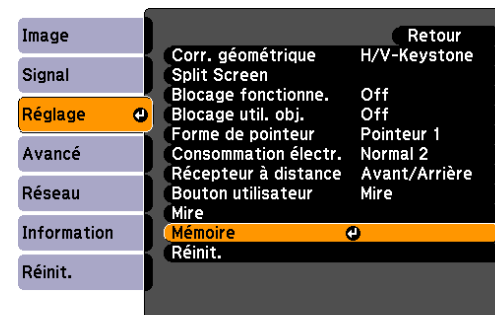 Image
Signal
Réglage
Avancé
Réseau
Information
Réinit.
Retour
Corr. géométrique H/V-Keystone
Split Screen
Blocage fonctionne. Off
Blocage util. obj. Off
Forme de pointeur Pointeur 1
Consommation électr. Normal 2
Récepteur à distance Avant/Arrière
Bouton utilisateur Mire
Mire
Mémoire
Réinit.